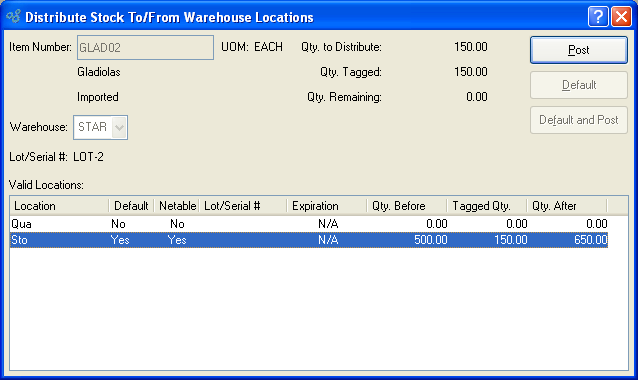 Distribute Stock To/From Warehouse Locations
Item Number: GLAD02 UOM: EACH Qty. to Distribute: 150.00
Post
Gladiolas Qty. Tagged: 150.00
Default
Imported Qty. Remaining: 0.00
Default and Post
Warehouse: STAR
Lot/Serial #: LOT-2
Valid Locations:
Location Default Netable Lot/Serial # Expiration Qty. Before Tagged Qty. Qty. After
Qua No No N/A 0.00 0.00 0.00
Sto Yes Yes N/A 500.00 150.00 650.00